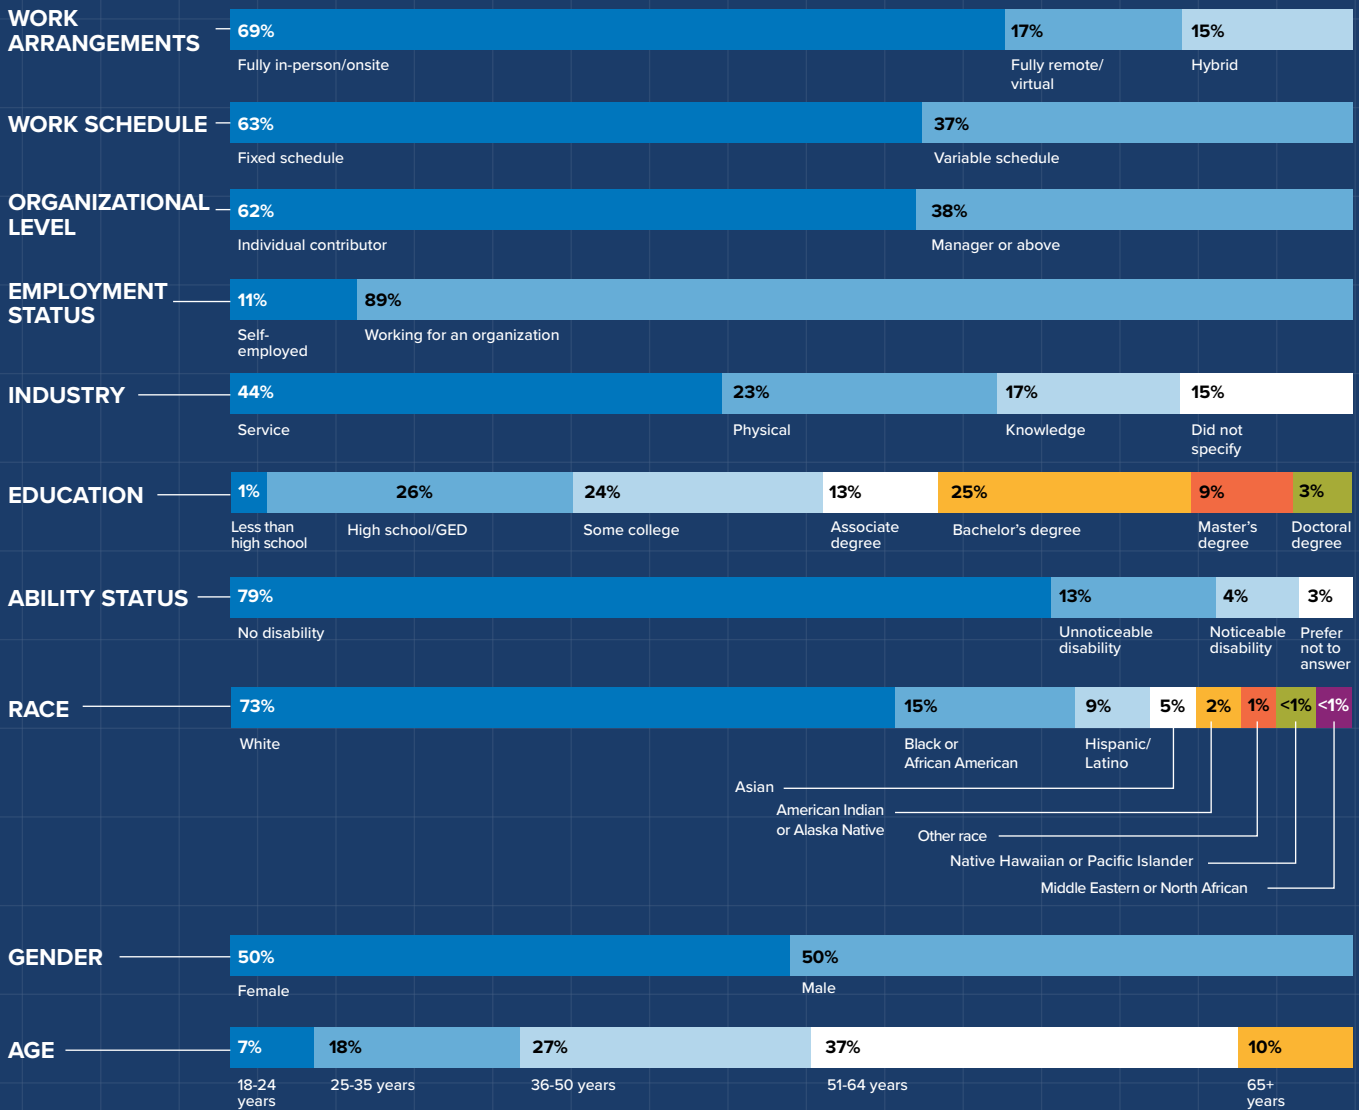 WORK
ARRANGEMENTS
69% 17% 15%
Fully in-person/onsite Fully remote/ Hybrid
virtual
WORK SCHEDULE
63% 37%
Fixed schedule Variable schedule
ORGANIZATIONAL
LEVEL
62% 38%
Individual contributor Manager or above
EMPLOYMENT
STATUS
11% 89%
Self- Working for an organization
employed
INDUSTRY
44% 23% 17% 15%
Service Physical Knowledge Did not
specify
EDUCATION
1% 26% 24% 13% 25% 9% 3%
Less than
high school
High school/GED
Some college
Associate
degree
Bachelor's degree
Master's
degree
Doctoral
degree
ABILITY STATUS
79% 13% 4% 3%
No disability
Unnoticeable
disability
Noticeable
disability
Prefer
not to
answer
RACE
73% 15% 9% 5% 2% 1% <1% <1%
White
Black or
African American
Hispanic/
Latino
Asian
American Indian
or Alaska Native
Other race
Native Hawaiian or Pacific Islander
Middle Eastern or North African
GENDER
50% 50%
Female Male
AGE
7% 18% 27% 37% 10%
18-24
years
25-35 years
36-50 years
51-64 years
65+
years